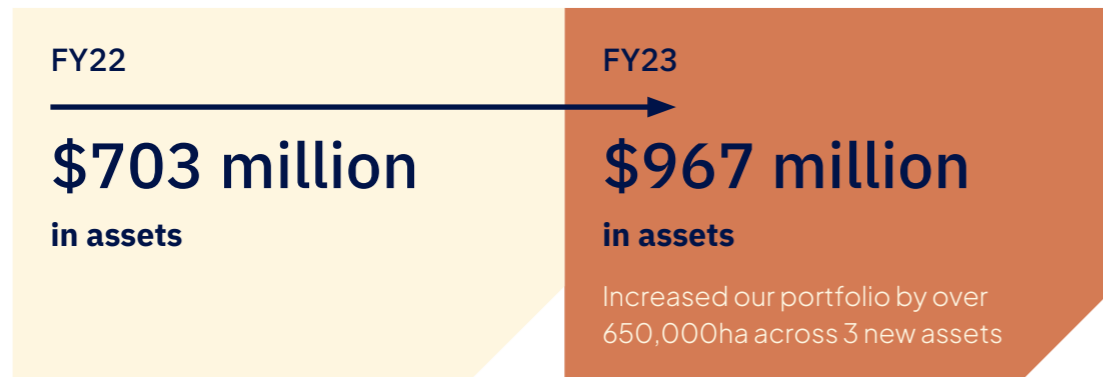 FY22
$703 million
in assets
FY23
$967 million
in assets
Increased our portfolio by over
650,000ha across 3 new assets